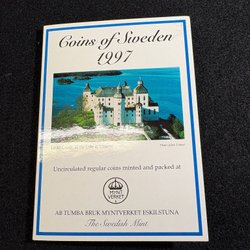 Coins of Sweden
1997
Uncirculated regular coins minted and packed at
MYNT
VERKET
AB TUMBA BRUK MYNTVERKET ESKILSTUNA
The Swedish Mint